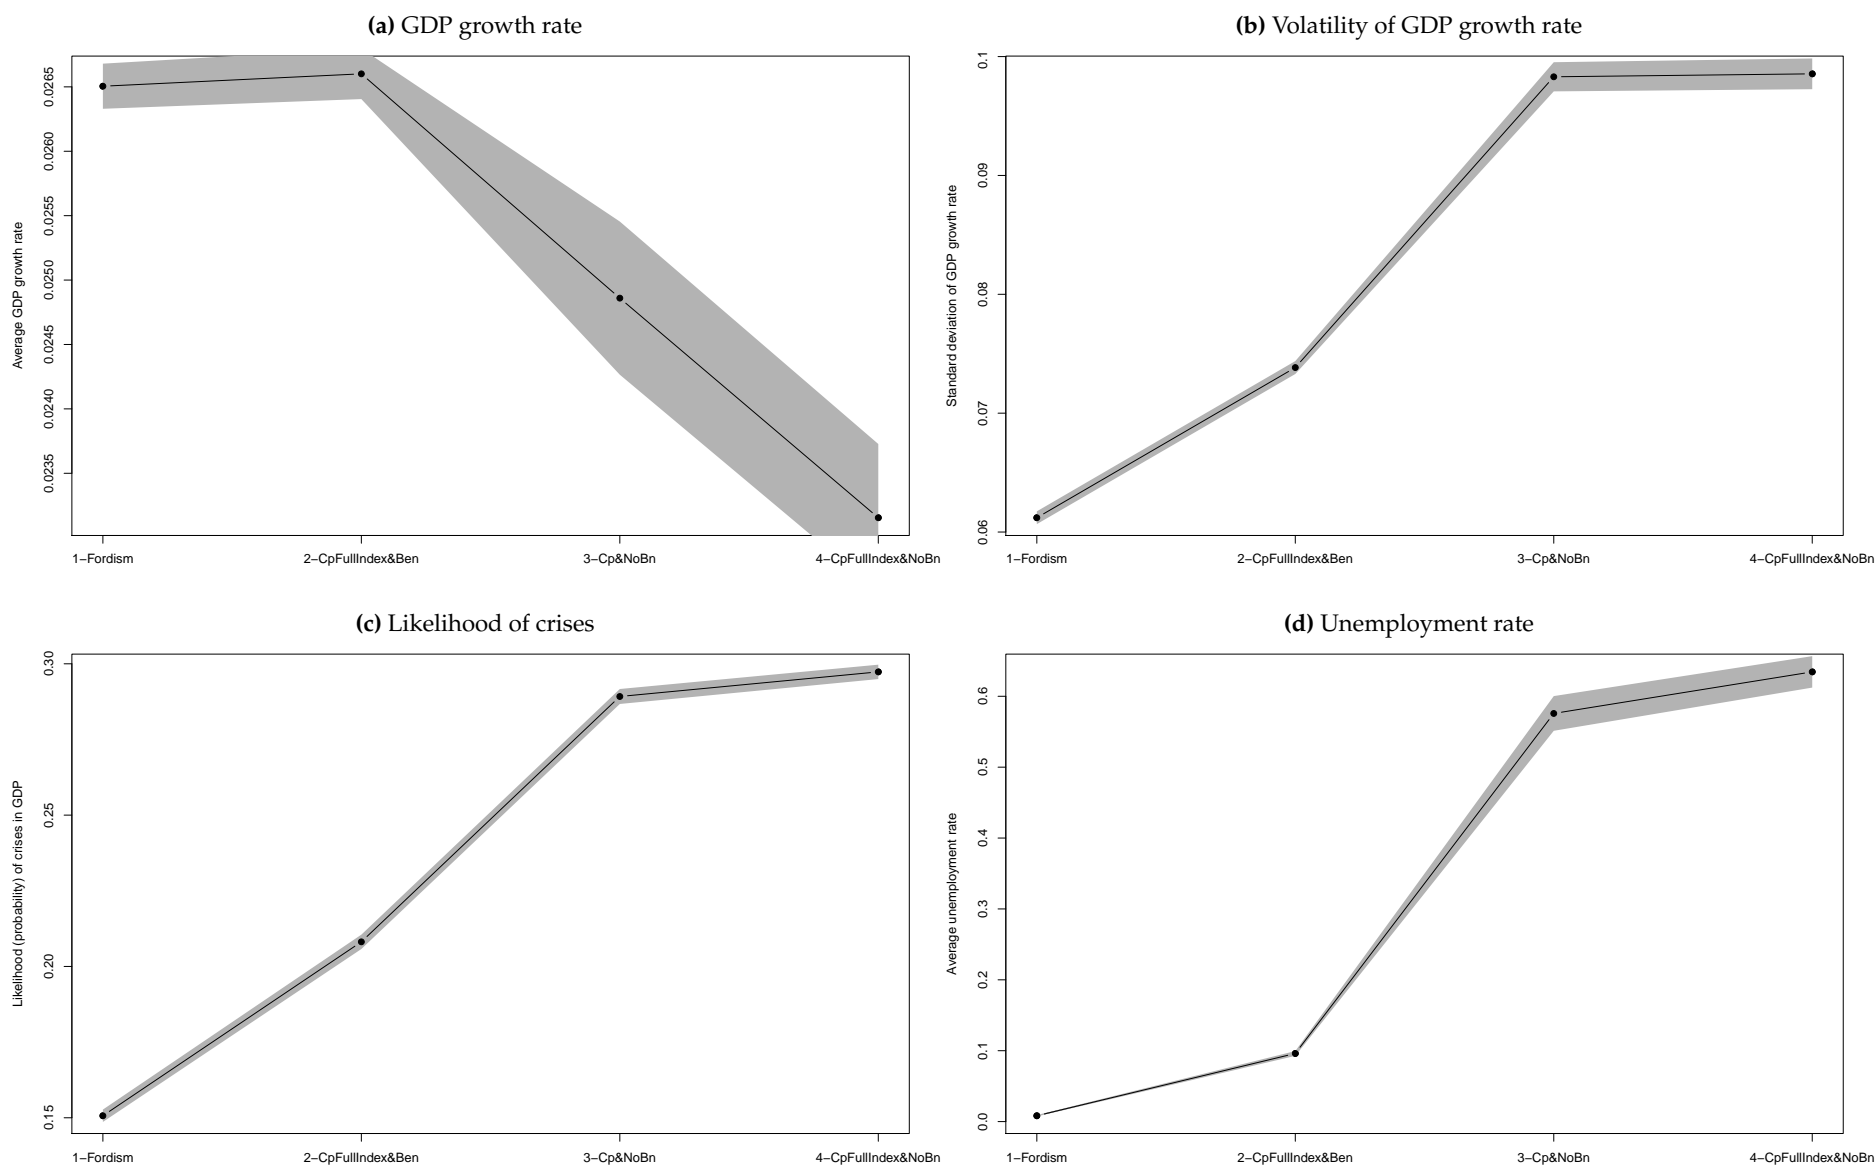 (a) GDP growth rate
Average GDP growth rate
0.0265
0.0260
0.0255
0.0250
0.0245
0.0240
0.0235
1−Fordism
2−CpFullIndex&Ben
3−Cp&NoBn
4−CpFullIndex&NoBn
(b) Volatility of GDP growth rate
Standard deviation of GDP growth rate
0.1
0.09
0.08
0.07
0.06
1−Fordism
2−CpFullIndex&Ben
3−Cp&NoBn
4−CpFullIndex&NoBn
(c) Likelihood of crises
Likelihood (probability) of crises in GDP
0.30
0.25
0.20
0.15
1−Fordism
2−CpFullIndex&Ben
3−Cp&NoBn
4−CpFullIndex&NoBn
(d) Unemployment rate
Average unemployment rate
0.6
0.5
0.4
0.3
0.2
0.1
0.0
1−Fordism
2−CpFullIndex&Ben
3−Cp&NoBn
4−CpFullIndex&NoBn